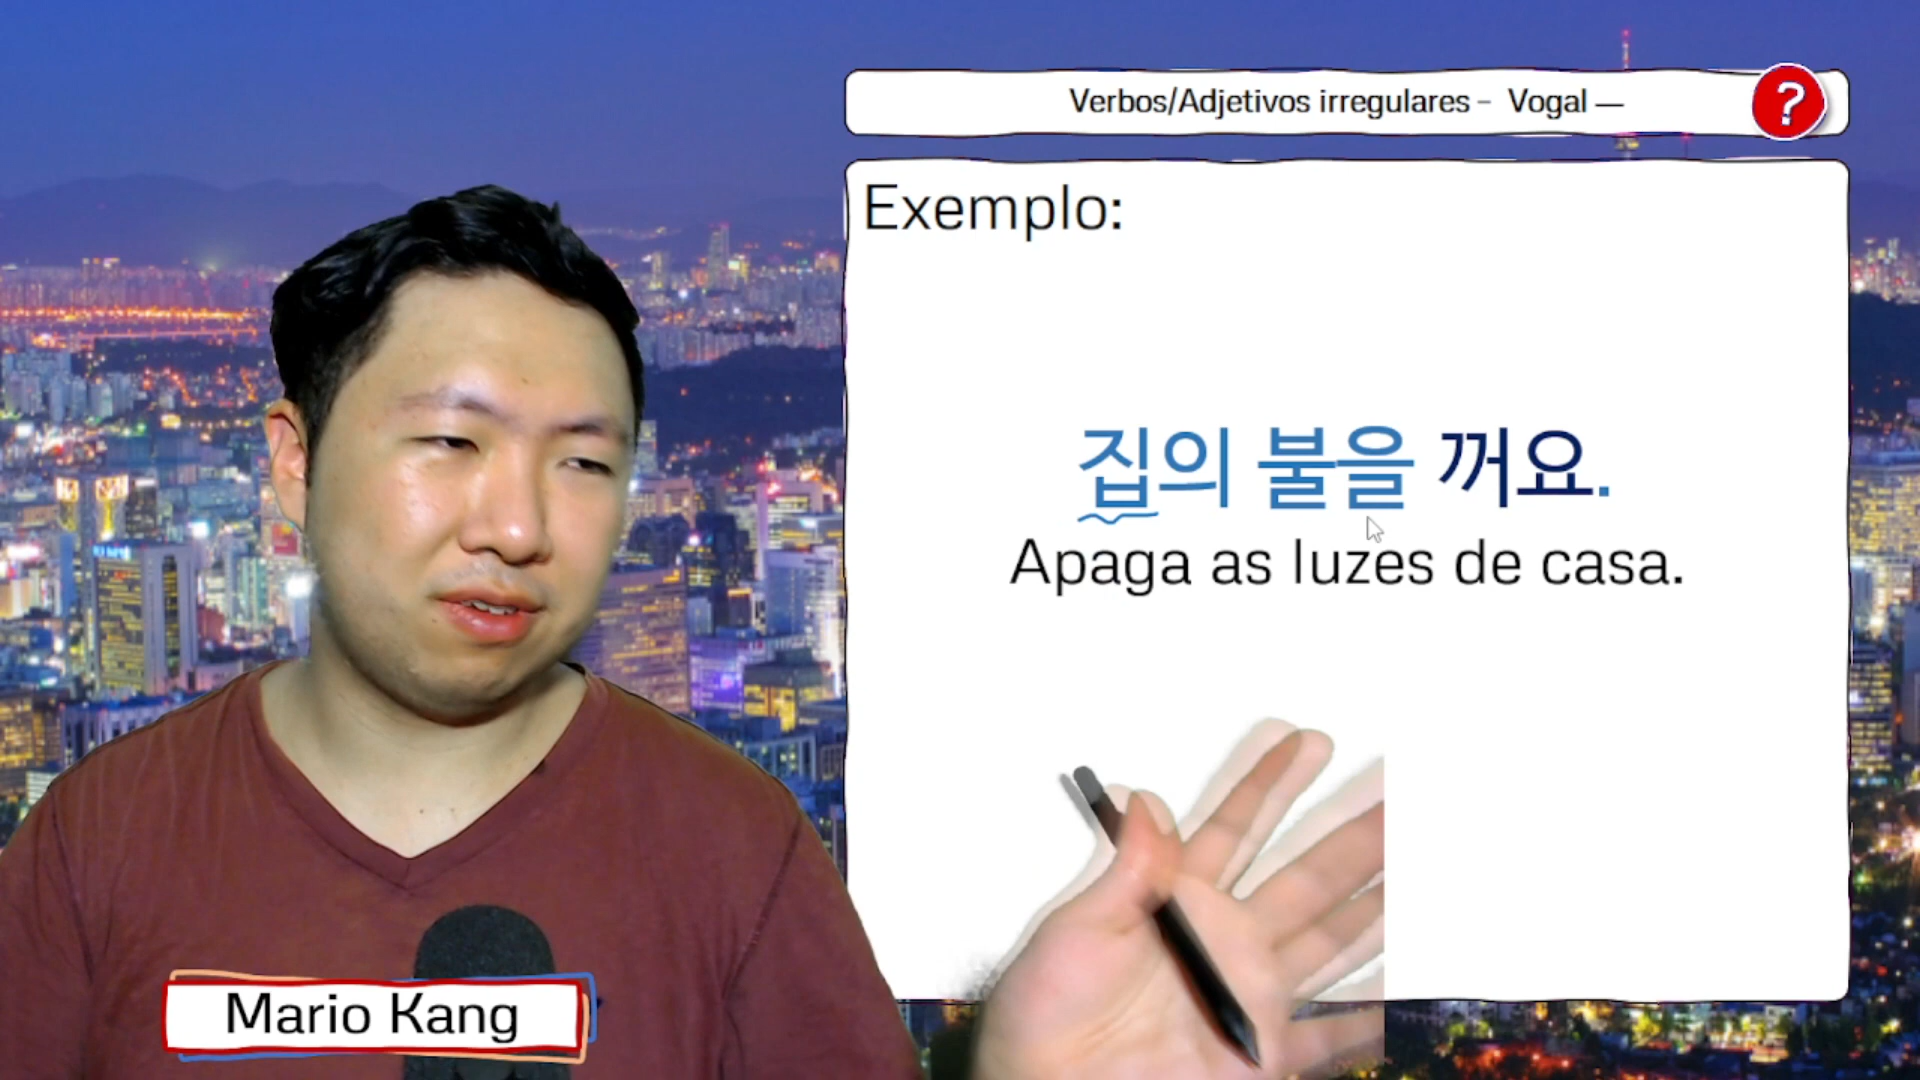 Verbos/Adjetivos irregulares - Vogal ㅡ
?
Exemplo:
집의 불을 꺼요.
Apaga as luzes de casa.
Mario Kang